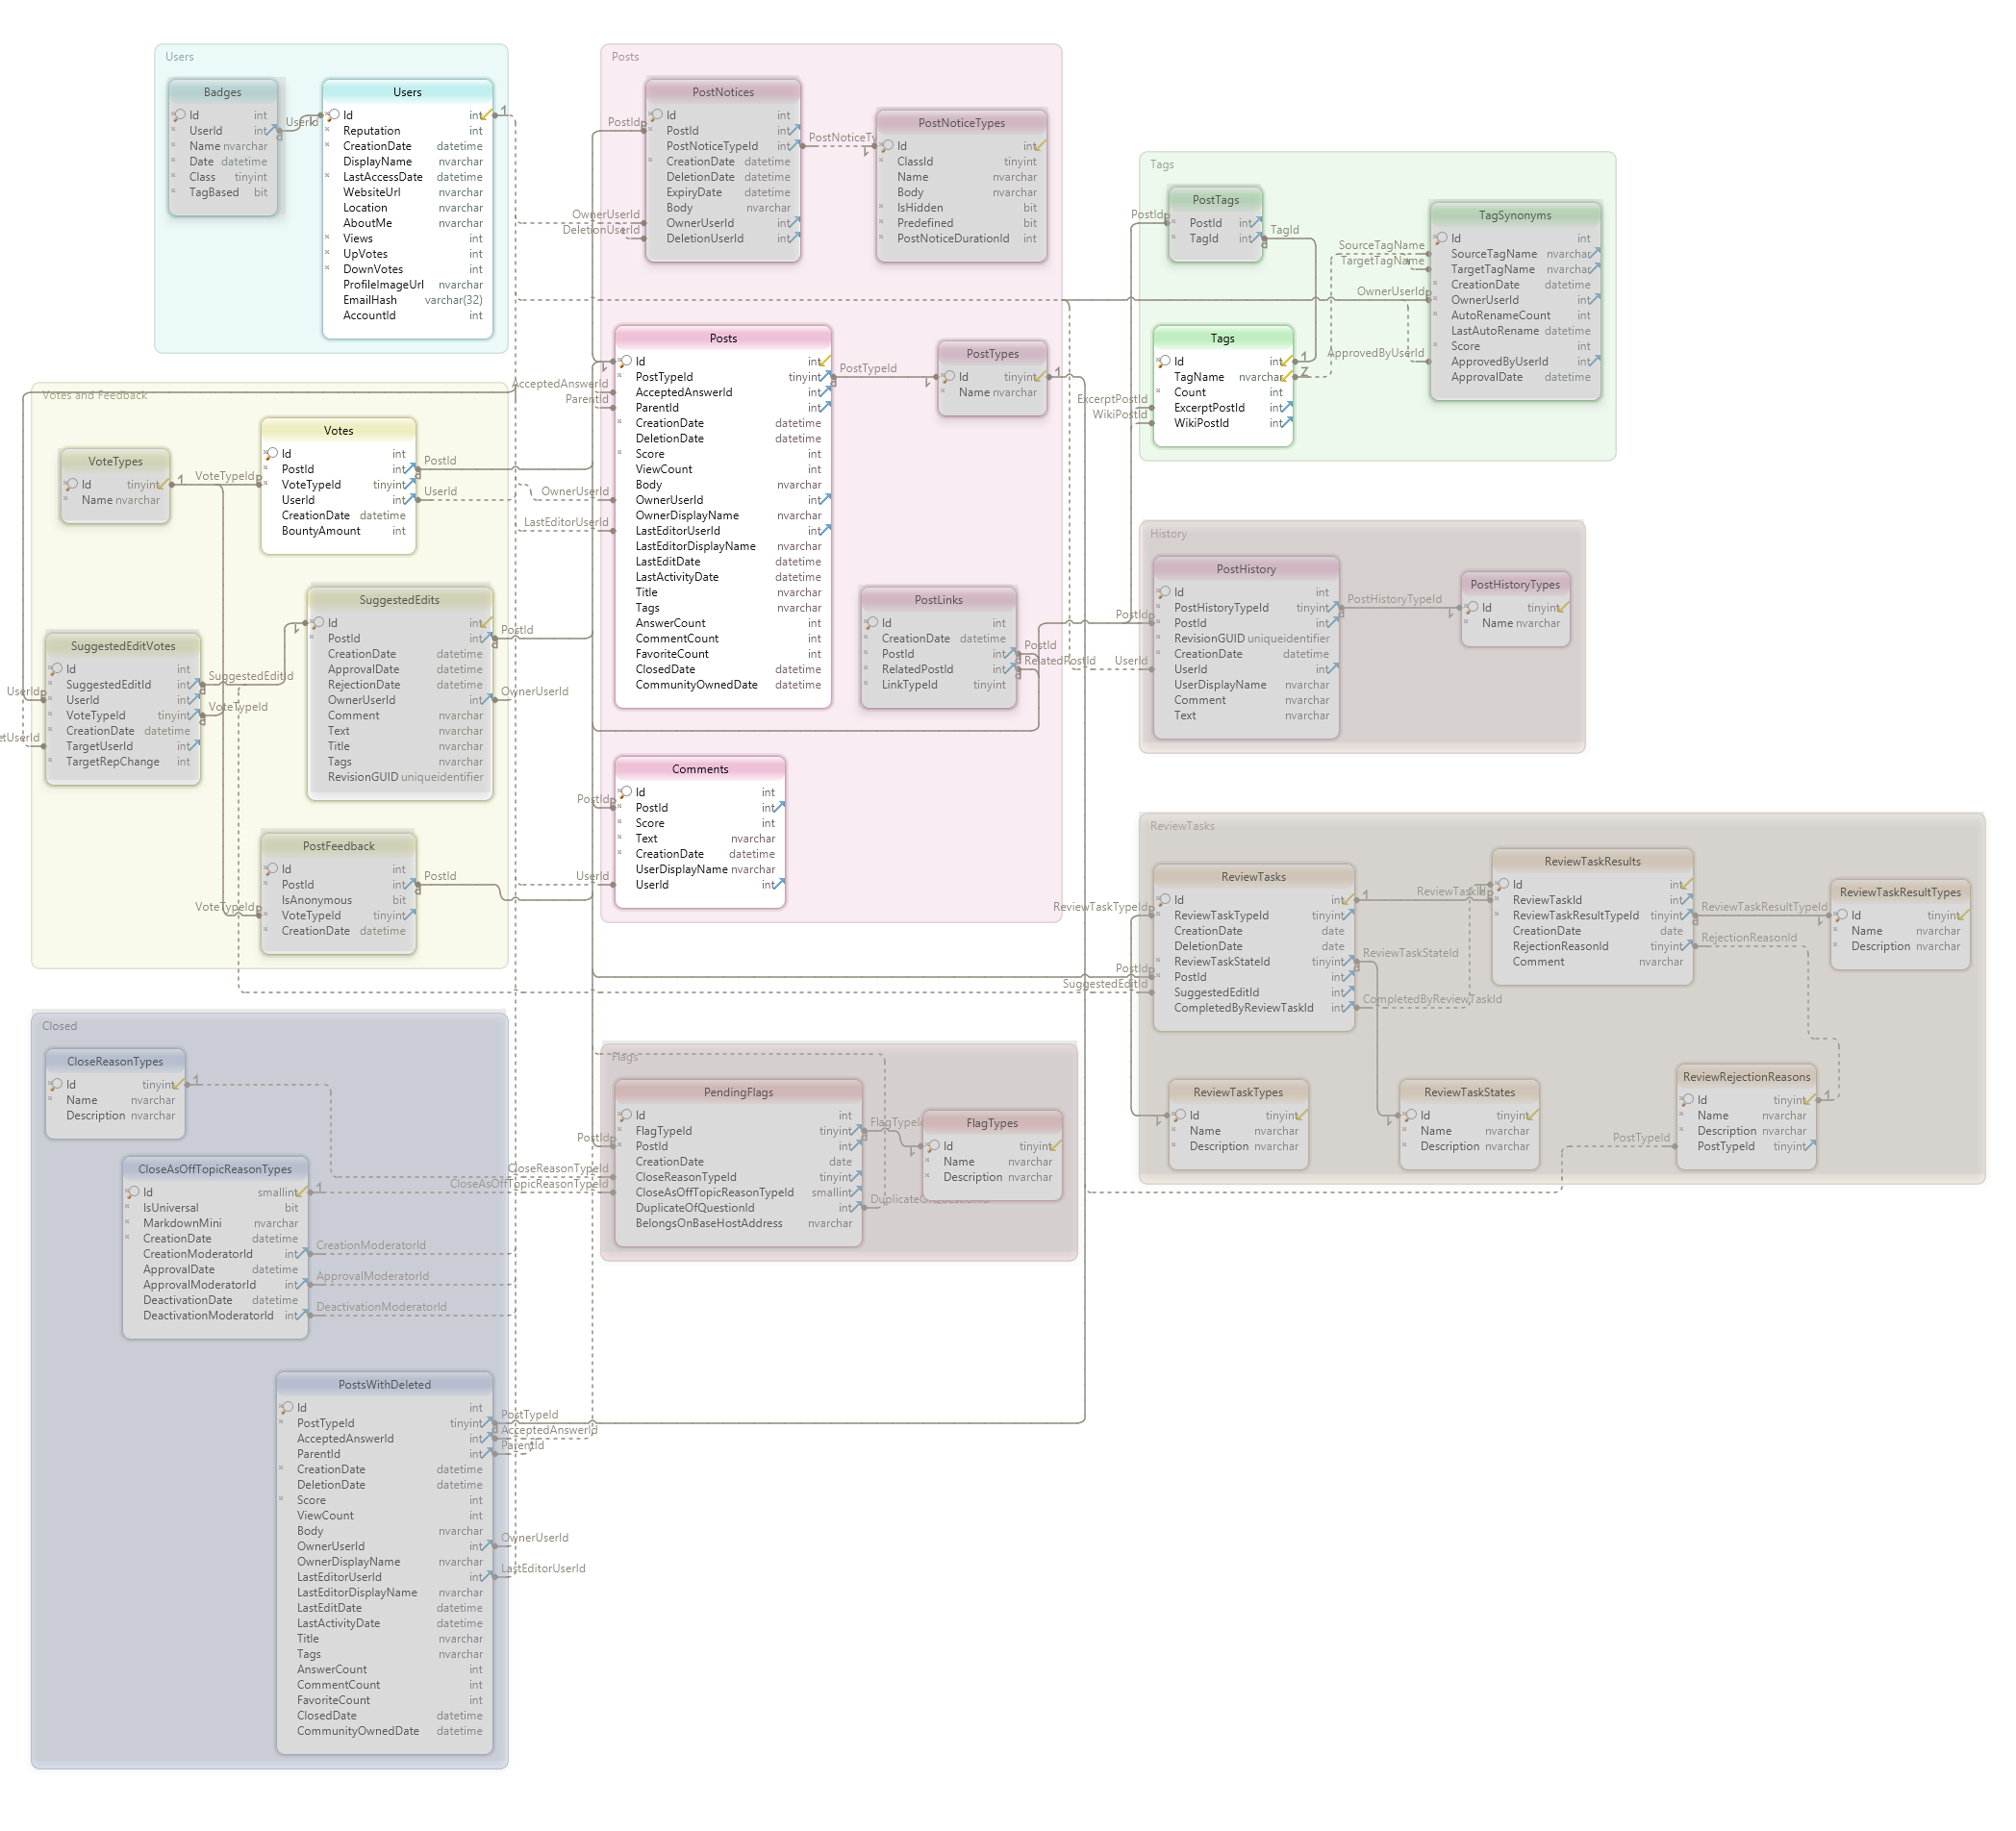 Users
Badges
Id int
UserId int
Name nvarchar
Date datetime
Class tinyint
TagBased bit
UserId
Users
Id int
Reputation int
CreationDate datetime
DisplayName nvarchar
LastAccessDate datetime
WebsiteUrl nvarchar
Location nvarchar
AboutMe nvarchar
Views int
UpVotes int
DownVotes int
ProfileImageUrl nvarchar
EmailHash varchar(32)
AccountId int
Posts
PostNotices
Id int
PostId int
PostNoticeTypeId int
CreationDate datetime
DeletionDate datetime
ExpiryDate datetime
Body nvarchar
OwnerUserId int
DeletionUserId int
PostId
OwnerUserId
DeletionUserId
PostNoticeTy
PostNoticeTypes
Id int
ClassId tinyint
Name nvarchar
Body nvarchar
IsHidden bit
Predefined bit
PostNoticeDurationId int
Posts
Id int
PostTypeId tinyint
AcceptedAnswerId int
ParentId int
CreationDate datetime
DeletionDate datetime
Score int
ViewCount int
Body nvarchar
OwnerUserId int
OwnerDisplayName nvarchar
LastEditorUserId int
LastEditorDisplayName nvarchar
LastEditDate datetime
LastActivityDate datetime
Title nvarchar
Tags nvarchar
AnswerCount int
CommentCount int
FavoriteCount int
ClosedDate datetime
CommunityOwnedDate datetime
AcceptedAnswerId
ParentId
OwnerUserId
LastEditorUserId
PostTypeId
PostTypes
Id tinyint
Name nvarchar
PostLinks
Id int
CreationDate datetime
PostId int
RelatedPostId int
LinkTypeId tinyint
PostId
RelatedPostId
Comments
Id int
PostId int
Score int
Text nvarchar
CreationDate datetime
UserDisplayName nvarchar
UserId int
PostId
UserId
Tags
PostTags
PostId int
TagId int
PostId
TagId
TagSynonyms
Id int
SourceTagName nvarchar
TargetTagName nvarchar
CreationDate datetime
OwnerUserId int
AutoRenameCount int
LastAutoRename datetime
Score int
ApprovedByUserId int
ApprovalDate datetime
SourceTagName
TargetTagName
OwnerUserId
ApprovedByUserId
Tags
Id int
TagName nvarchar
Count int
ExcerptPostId int
WikiPostId int
ExcerptPostId
WikiPostId
Votes and Feedback
Votes
Id int
PostId int
VoteTypeId tinyint
UserId int
CreationDate datetime
BountyAmount int
PostId
UserId
VoteTypes
Id tinyint
Name nvarchar
VoteTypeId
SuggestedEdits
Id int
PostId int
CreationDate datetime
ApprovalDate datetime
RejectionDate datetime
OwnerUserId int
Comment nvarchar
Text nvarchar
Title nvarchar
Tags nvarchar
RevisionGUID uniqueidentifier
PostId
OwnerUserId
SuggestedEditVotes
Id int
SuggestedEditId int
UserId int
VoteTypeId tinyint
CreationDate datetime
TargetUserId int
TargetRepChange int
UserId
etUserId
SuggestedEditId
VoteTypeId
PostFeedback
Id int
PostId int
IsAnonymous bit
VoteTypeId tinyint
CreationDate datetime
PostId
VoteTypeId
History
PostHistory
Id int
PostHistoryTypeId tinyint
PostId int
RevisionGUID uniqueidentifier
CreationDate datetime
UserId int
UserDisplayName nvarchar
Comment nvarchar
Text nvarchar
PostId
UserId
PostHistoryTypeId
PostHistoryTypes
Id tinyint
Name nvarchar
ReviewTasks
ReviewTasks
Id int
ReviewTaskTypeId tinyint
CreationDate date
DeletionDate date
ReviewTaskStateId tinyint
PostId int
SuggestedEditId int
CompletedByReviewTaskId int
ReviewTaskTypeId
PostId
SuggestedEditId
ReviewTaskId
ReviewTaskStateId
CompletedByReviewTaskId
ReviewTaskResults
Id int
ReviewTaskId int
ReviewTaskResultTypeId tinyint
CreationDate date
RejectionReasonId tinyint
Comment nvarchar
ReviewTaskResultTypeId
RejectionReasonId
ReviewTaskResultTypes
Id tinyint
Name nvarchar
Description nvarchar
ReviewTaskTypes
Id tinyint
Name nvarchar
Description nvarchar
ReviewTaskStates
Id tinyint
Name nvarchar
Description nvarchar
ReviewRejectionReasons
Id tinyint
Name nvarchar
Description nvarchar
PostTypeId tinyint
PostTypeId
Closed
CloseReasonTypes
Id tinyint
Name nvarchar
Description nvarchar
CloseAsOffTopicReasonTypes
Id smallint
IsUniversal bit
MarkdownMini nvarchar
CreationDate datetime
CreationModeratorId int
ApprovalDate datetime
ApprovalModeratorId int
DeactivationDate datetime
DeactivationModeratorId int
CreationModeratorId
ApprovalModeratorId
DeactivationModeratorId
Flags
PendingFlags
Id int
FlagTypeId tinyint
PostId int
CreationDate date
CloseReasonTypeId tinyint
CloseAsOffTopicReasonTypeId smallint
DuplicateOfQuestionId int
BelongsOnBaseHostAddress nvarchar
PostId
CloseReasonTypeId
CloseAsOffTopicReasonTypeId
FlagTypeId
DuplicateOfQuestionId
FlagTypes
Id tinyint
Name nvarchar
Description nvarchar
PostsWithDeleted
Id int
PostTypeId tinyint
AcceptedAnswerId int
ParentId int
CreationDate datetime
DeletionDate datetime
Score int
ViewCount int
Body nvarchar
OwnerUserId int
OwnerDisplayName nvarchar
LastEditorUserId int
LastEditorDisplayName nvarchar
LastEditDate datetime
LastActivityDate datetime
Title nvarchar
Tags nvarchar
AnswerCount int
CommentCount int
FavoriteCount int
ClosedDate datetime
CommunityOwnedDate datetime
PostTypeId
AcceptedAnswerId
ParentId
OwnerUserId
LastEditorUserId